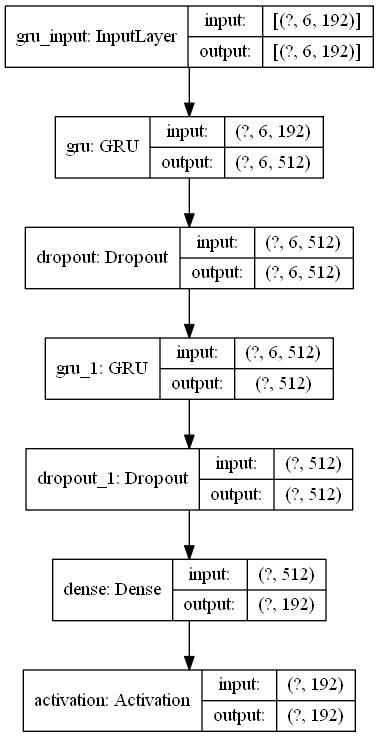 gru_input: InputLayer
input: [(?, 6, 192)]
output: [(?, 6, 192)]
gru: GRU
input: (?, 6, 192)
output: (?, 6, 512)
dropout: Dropout
input: (?, 6, 512)
output: (?, 6, 512)
gru_1: GRU
input: (?, 6, 512)
output: (?, 512)
dropout_1: Dropout
input: (?, 512)
output: (?, 512)
dense: Dense
input: (?, 512)
output: (?, 192)
activation: Activation
input: (?, 192)
output: (?, 192)